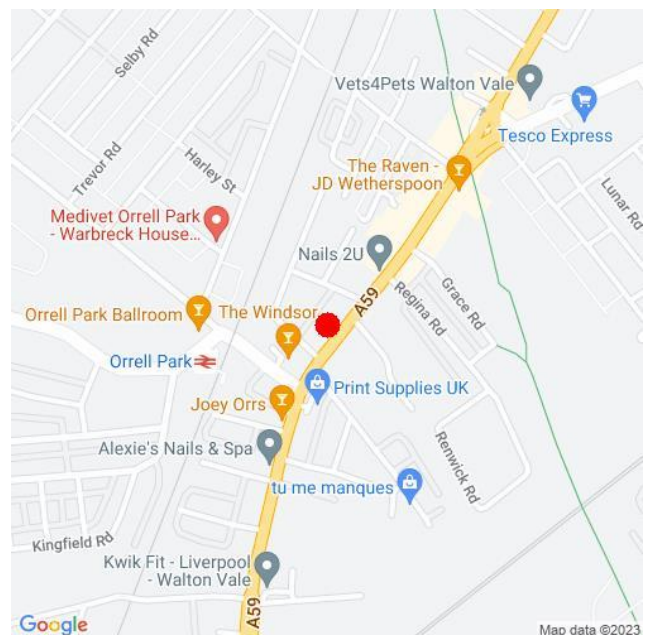 Selby Rd
Vets4Pets Walton Vale
Tesco Express
Trevor Rd
Harley St
The Raven -
JD Wetherspoon
Lunar Rd
Medivet Orrell Park
- Warbreck House...
Nails 2U
Grace Rd
Regina Rd
A59
Orrell Park Ballroom
The Windsor
Orrell Park
Print Supplies UK
Joey Orrs
Alexie's Nails & Spa
Renwick Rd
tu me manques
Kingfield Rd
Kwik Fit - Liverpool
- Walton Vale
A59
Google
Map data ©2023